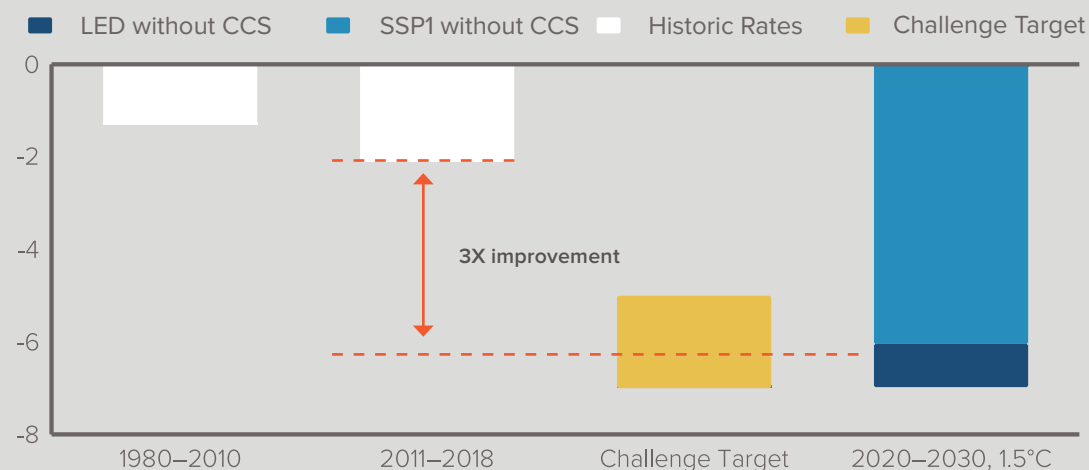 LED without CCS SSP1 without CCS Historic Rates Challenge Target
0
-2
-4
3X improvement
-6
-8
1980–2010 2011–2018 Challenge Target 2020–2030, 1.5°C